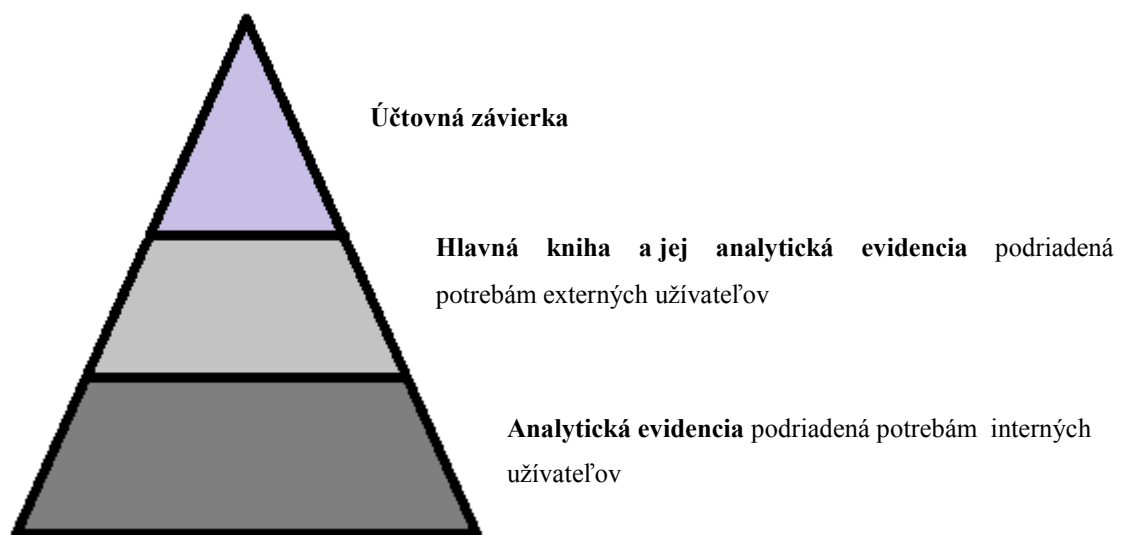 Účtovná závierka
Hlavná kniha a jej analytická evidencia podriadená
potrebám externých užívateľov
Analytická evidencia podriadená potrebám interných
užívateľov